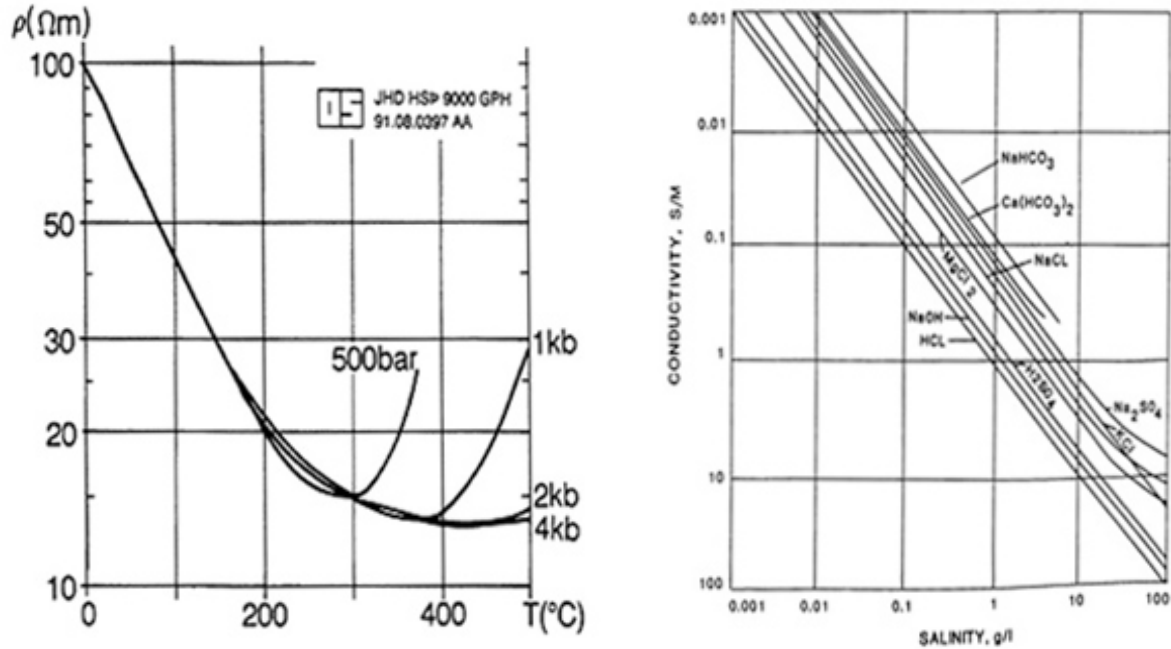 ρ(Ωm)
100
50
30
20
10
JHD HSÞ 9000 GPH
91.08.0397 AA
500bar
1kb
2kb
4kb
0
200
400
T(°C)
0.001
0.01
0.1
1
10
100
CONDUCTIVITY, S/M
NaHCO3
Ca(HCO3)2
NaCL
MgCl2
NaOH
HCL
H2SO4
Na2SO4
KCl
0.001
0.01
0.1
1
10
100
SALINITY, g/l